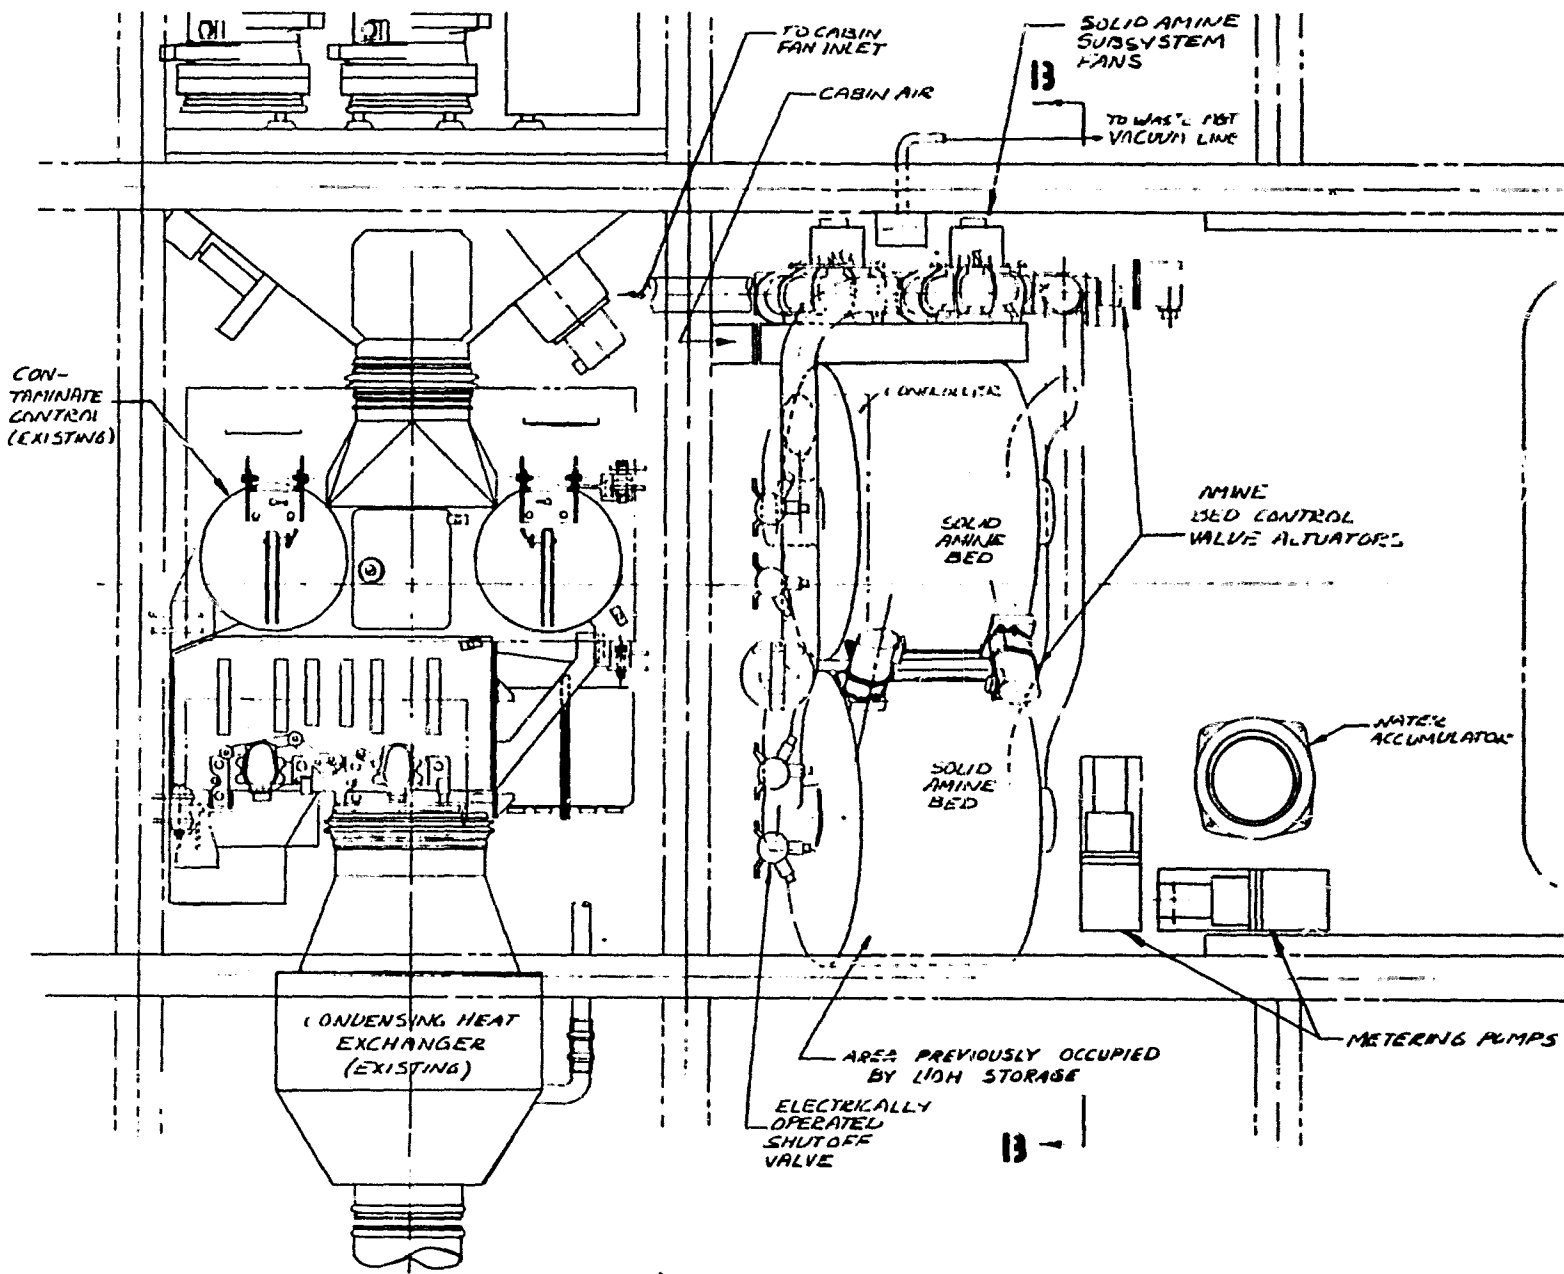 TO CABIN
FAN INLET
SOLID AMINE
SUBSYSTEM
FANS
B
CABIN AIR
TO
VACUUM LINE
CON-
TAMINATE
CONTROL
(EXISTING)
CONTROLLER
AMINE
BED CONTROL
VALVE ACTUATORS
SOLID
AMINE
BED
WATER
ACCUMULATOR
SOLID
AMINE
BED
CONDENSING HEAT
EXCHANGER
(EXISTING)
METERING PUMPS
AREA PREVIOUSLY OCCUPIED
BY LIOH STORAGE
ELECTRICALLY
OPERATED
SHUTOFF
VALVE
B